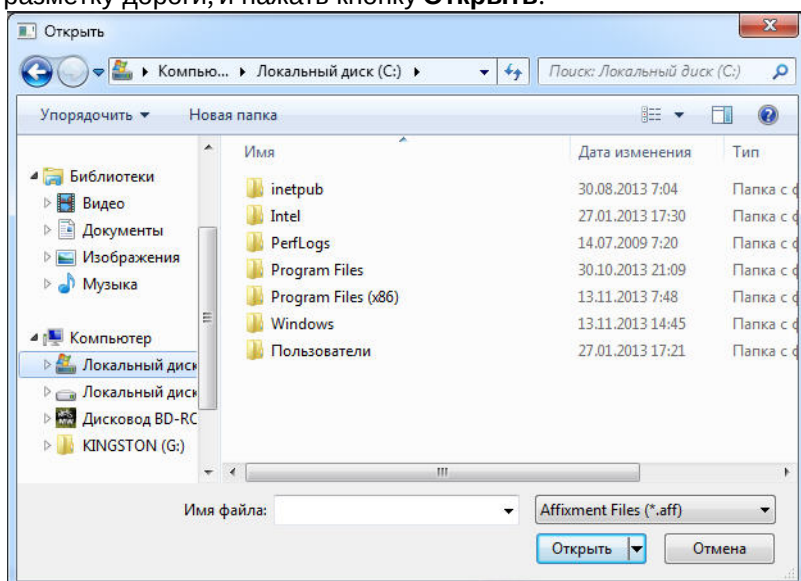 разметку дороги, и нажать кнопку Открыть.
Открыть
Компью... Локальный диск (C:) Поиск: Локальный диск (C:)
Упорядочить Новая папка
Имя Дата изменения Тип
Библиотеки
Видео
Документы
Изображения
Музыка
Компьютер
Локальный диск
Локальный диск
Дисковод BD-RO
KINGSTON (G:)
inetpub 30.08.2013 7:04 Папка с ф
Intel 27.01.2013 17:30 Папка с ф
PerfLogs 14.07.2009 7:20 Папка с ф
Program Files 30.10.2013 21:09 Папка с ф
Program Files (x86) 13.11.2013 7:48 Папка с ф
Windows 13.11.2013 14:45 Папка с ф
Пользователи 27.01.2013 17:21 Папка с ф
Имя файла: Affixment Files (*.aff)
Открыть Отмена